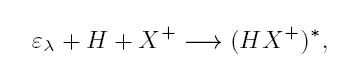 ε_λ + H + X⁺ ⟶ (HX⁺)*,